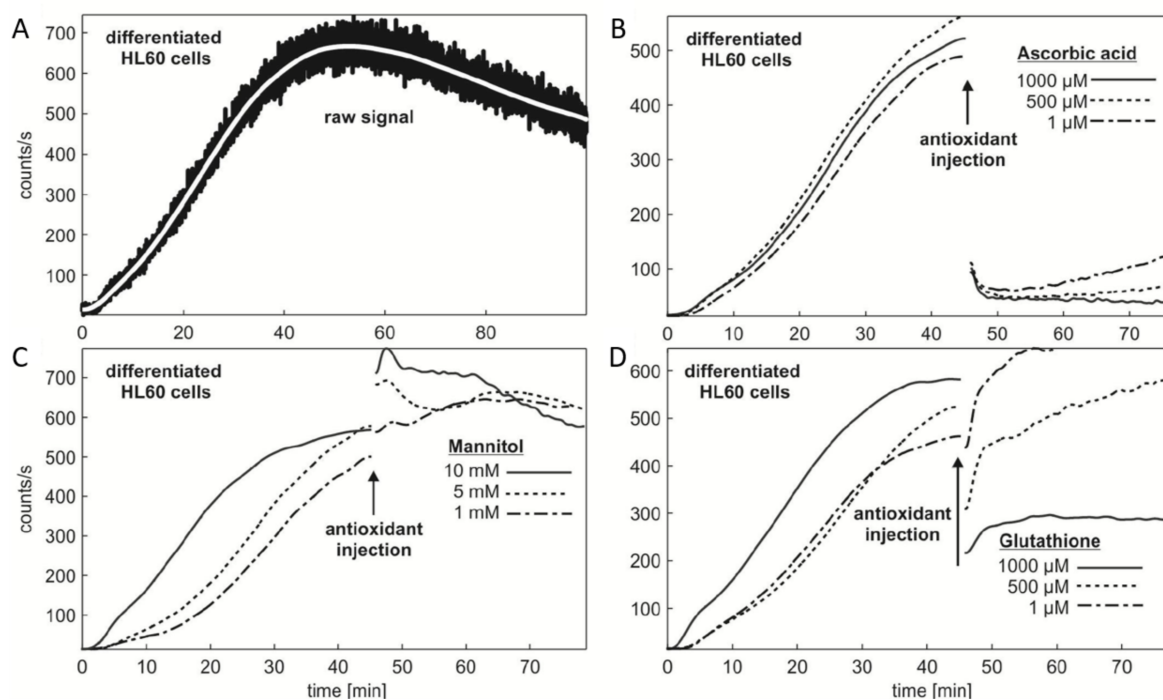 A
differentiated
HL60 cells
raw signal
counts/s
700
600
500
400
300
200
100
0
20
40
60
80
B
differentiated
HL60 cells
Ascorbic acid
1000 µM
500 µM
1 µM
antioxidant
injection
500
400
300
200
100
0
10
20
30
40
50
60
70
C
differentiated
HL60 cells
Mannitol
10 mM
5 mM
1 mM
antioxidant
injection
counts/s
700
600
500
400
300
200
100
0
10
20
30
40
50
60
70
time [min]
D
differentiated
HL60 cells
antioxidant
injection
Glutathione
1000 µM
500 µM
1 µM
600
500
400
300
200
100
0
10
20
30
40
50
60
70
time [min]